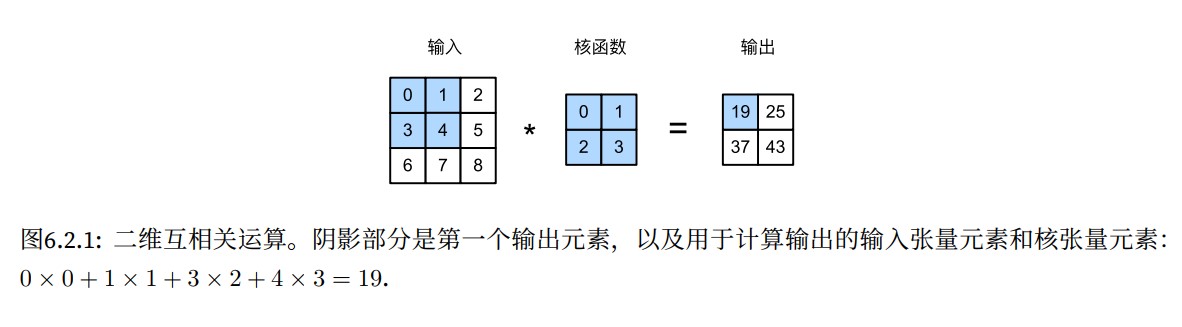 输入 核函数 输出
0 1 2
3 4 5
6 7 8
*
0 1
2 3
=
19 25
37 43
图6.2.1: 二维互相关运算。阴影部分是第一个输出元素，以及用于计算输出的输入张量元素和核张量元素：
0 × 0 + 1 × 1 + 3 × 2 + 4 × 3 = 19.